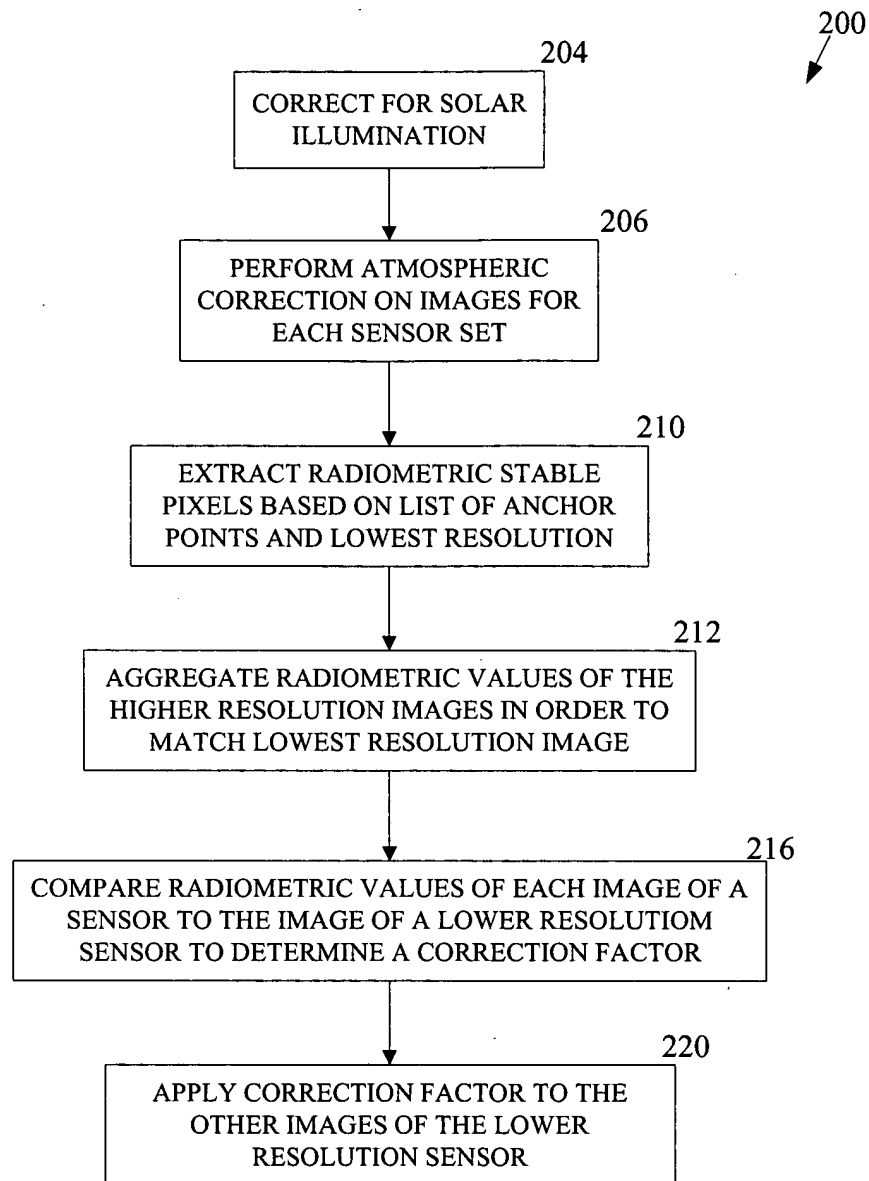 200
204
CORRECT FOR SOLAR
ILLUMINATION
206
PERFORM ATMOSPHERIC
CORRECTION ON IMAGES FOR
EACH SENSOR SET
210
EXTRACT RADIOMETRIC STABLE
PIXELS BASED ON LIST OF ANCHOR
POINTS AND LOWEST RESOLUTION
212
AGGREGATE RADIOMETRIC VALUES OF THE
HIGHER RESOLUTION IMAGES IN ORDER TO
MATCH LOWEST RESOLUTION IMAGE
216
COMPARE RADIOMETRIC VALUES OF EACH IMAGE OF A
SENSOR TO THE IMAGE OF A LOWER RESOLUTIOM
SENSOR TO DETERMINE A CORRECTION FACTOR
220
APPLY CORRECTION FACTOR TO THE
OTHER IMAGES OF THE LOWER
RESOLUTION SENSOR